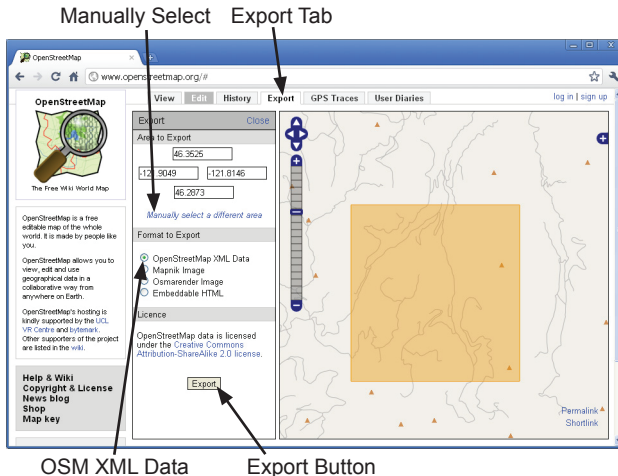 Manually Select Export Tab
OpenStreetMap
www.openstreetmap.org/#
View Edit History Export GPS Traces User Diaries log in | sign up
OpenStreetMap
The Free Wiki World Map
OpenStreetMap is a free
editable map of the whole
world. It is made by people like
you.
OpenStreetMap allows you to
view, edit and use
geographical data in a
collaborative way from
anywhere on Earth.
OpenStreetMap's hosting is
kindly supported by the UCL
VR Centre and bytemark.
Other supporters of the project
are listed in the wiki.
Help & Wiki
Copyright & License
News blog
Shop
Map key
Export Close
Area to Export
46.3525
-121.9049 -121.8146
46.2873
Manually select a different area
Format to Export
OpenStreetMap XML Data
Mapnik Image
Osmarender Image
Embeddable HTML
Licence
OpenStreetMap data is licensed
under the Creative Commons
Attribution-ShareAlike 2.0 license.
Export
Permalink
Shortlink
OSM XML Data Export Button